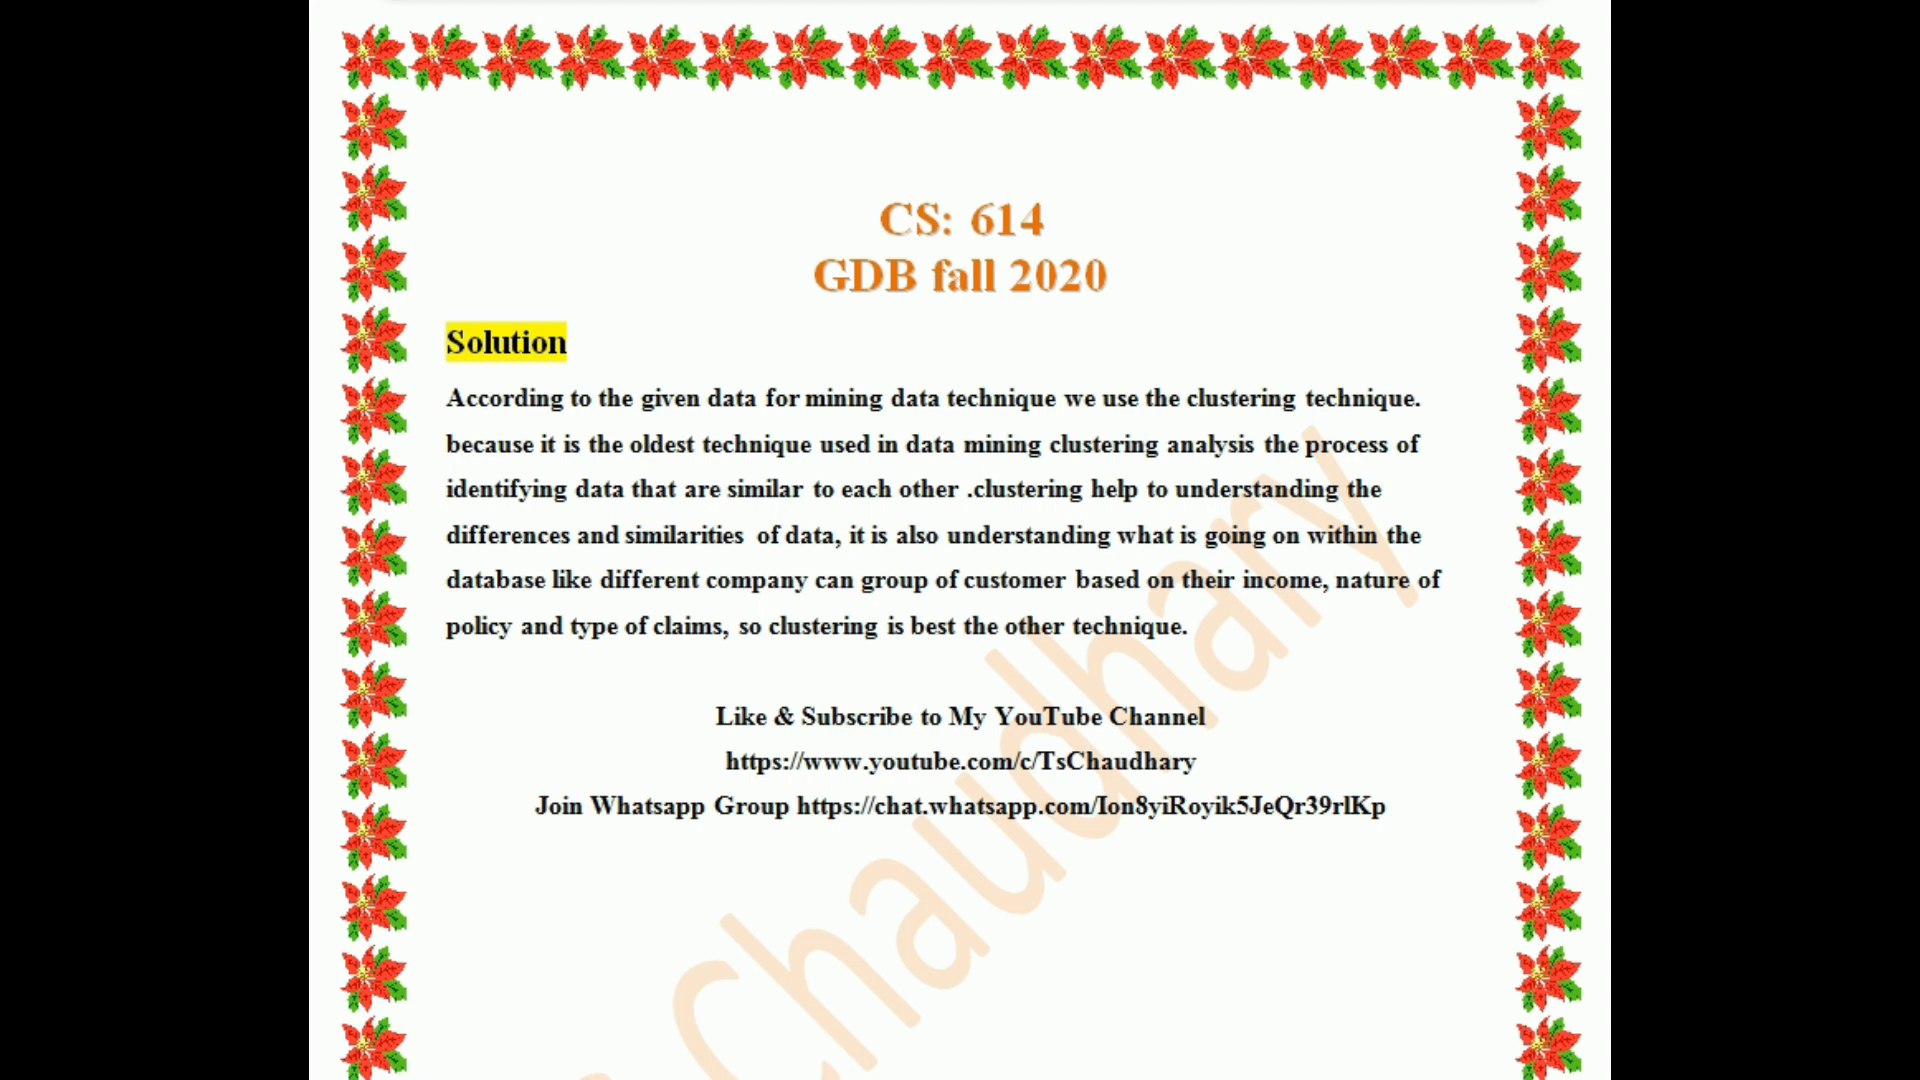 CS: 614
GDB fall 2020
Solution
According to the given data for mining data technique we use the clustering technique.
because it is the oldest technique used in data mining clustering analysis the process of
identifying data that are similar to each other .clustering help to understanding the
differences and similarities of data, it is also understanding what is going on within the
database like different company can group of customer based on their income, nature of
policy and type of claims, so clustering is best the other technique.
Like & Subscribe to My YouTube Channel
https://www.youtube.com/c/TsChaudhary
Join Whatsapp Group https://chat.whatsapp.com/Ion8yiRoyik5JeQr39rlKp
Chaudhary